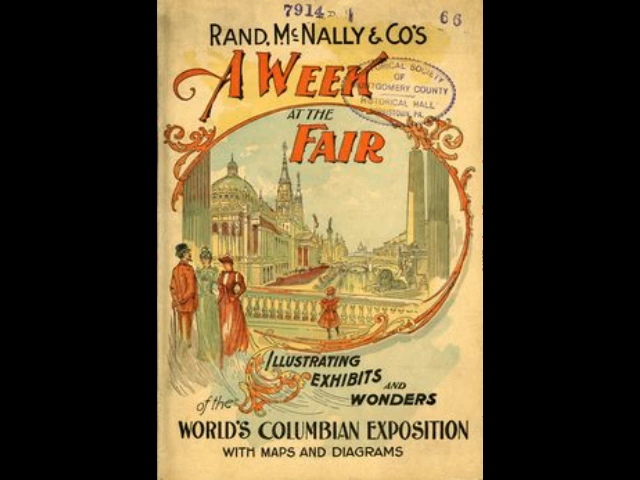 7914
66
RAND, McNALLY & CO'S
A WEEK
AT THE
FAIR
HISTORICAL SOCIETY
OF
MONTGOMERY COUNTY
HISTORICAL HALL
PA.
ILLUSTRATING
EXHIBITS AND
WONDERS
of the
WORLD'S COLUMBIAN EXPOSITION
WITH MAPS AND DIAGRAMS